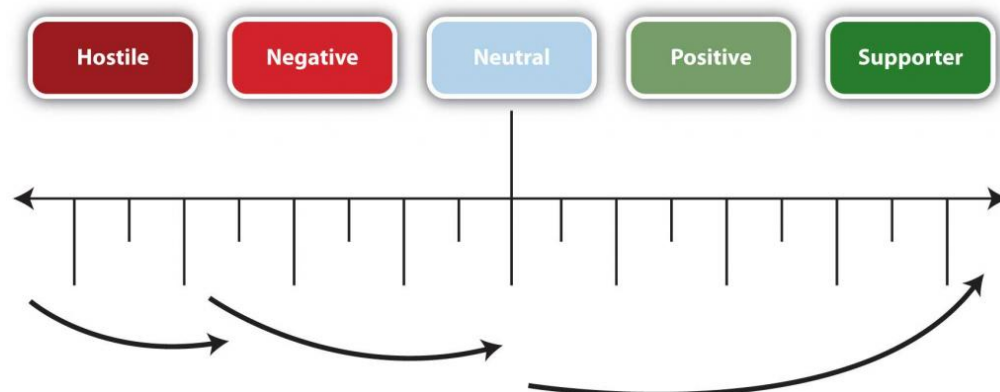 Hostile
Negative
Neutral
Positive
Supporter